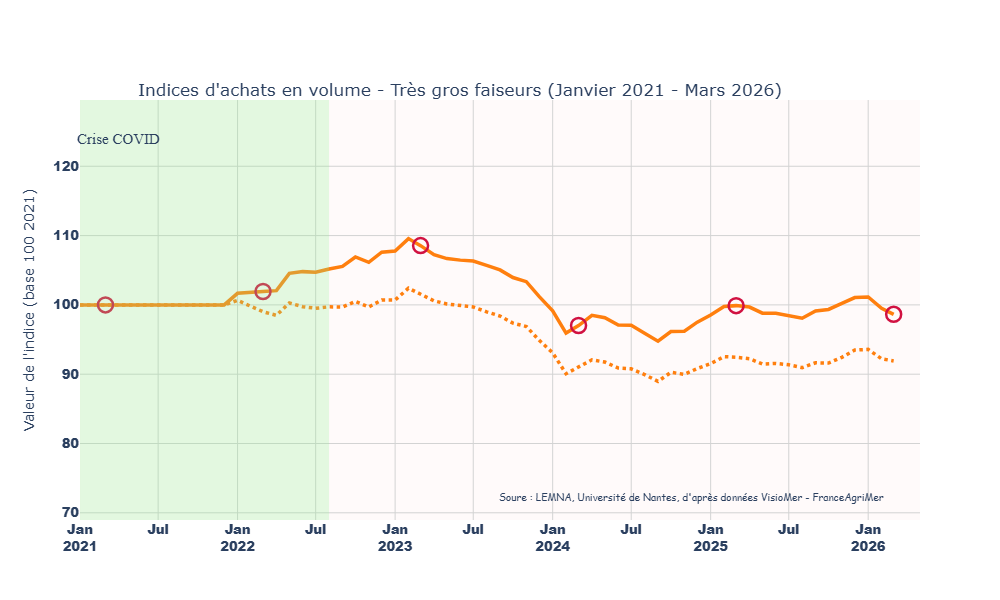 Indices d'achats en volume - Très gros faiseurs (Janvier 2021 - Mars 2026)
Crise COVID
Valeur de l'indice (base 100 2021)
120
110
100
90
80
70
Soure : LEMNA, Université de Nantes, d'après données VisioMer - FranceAgriMer
Jan Jul Jan Jul Jan Jul Jan Jul Jan Jul Jan
2021 2022 2023 2024 2025 2026